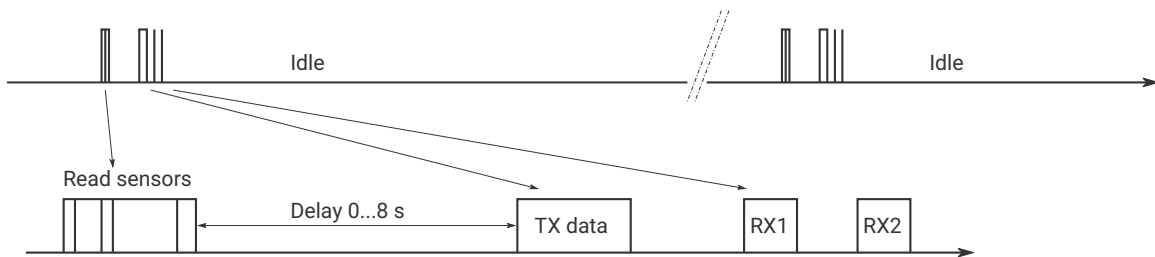 Idle
Idle
Read sensors
Delay 0...8 s
TX data
RX1
RX2